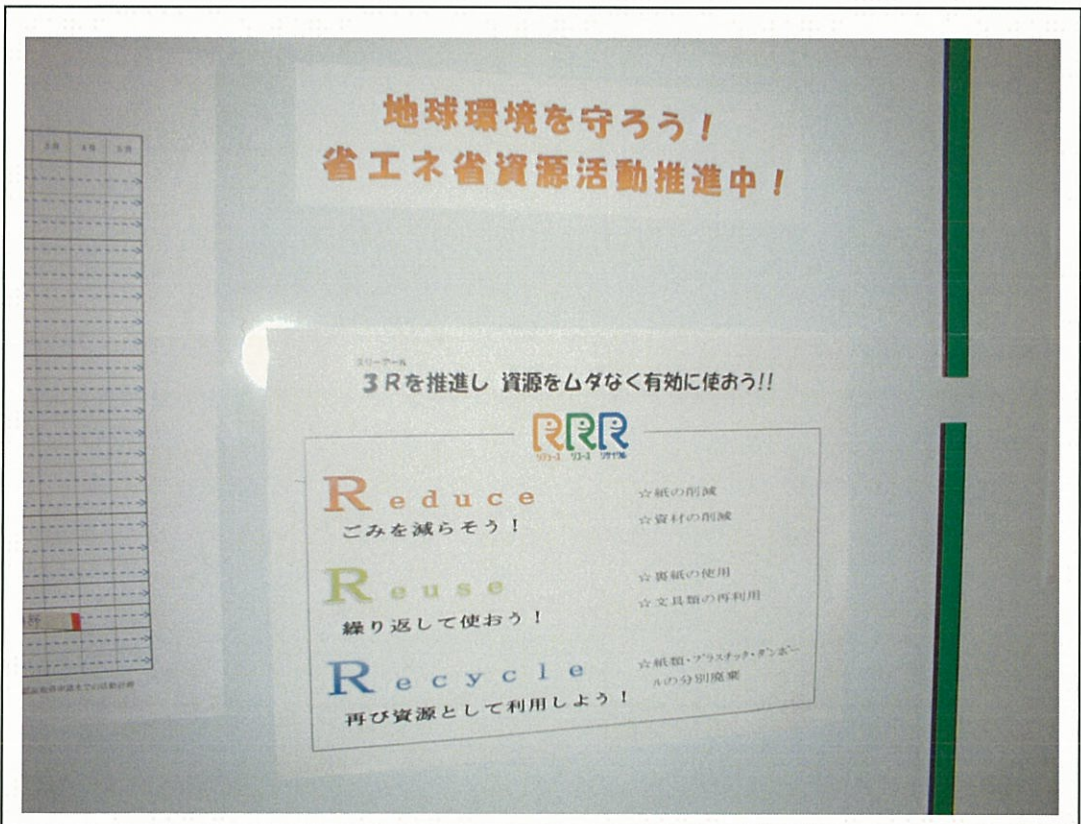 地球環境を守ろう！
省エネ省資源活動推進中！
3月 4月 5月
スリーアール
3Rを推進し 資源をムダなく有効に使おう!!
RRR
リデュース リユース リサイクル
Reduce
☆紙の削減
ごみを減らそう！
☆資材の削減
Reuse
☆裏紙の使用
繰り返して使おう！
☆文具類の再利用
Recycle
☆紙類・プラスチック・ダンボー
ルの分別廃棄
再び資源として利用しよう！